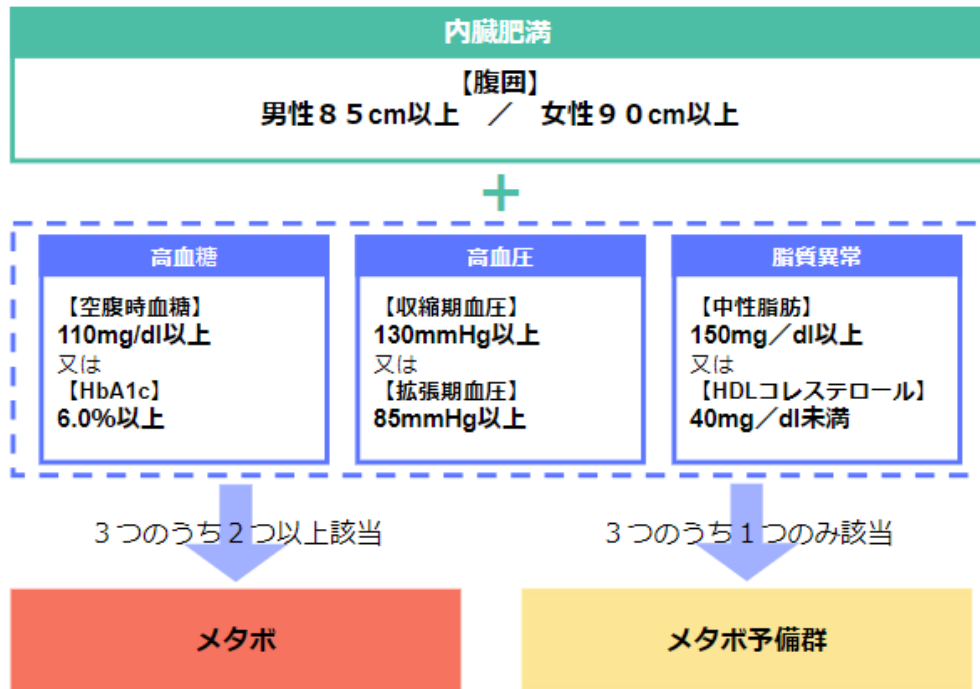 内臓肥満
【腹囲】
男性８５cm以上　／　女性９０cm以上
+
高血糖
【空腹時血糖】
110mg/dl以上
又は
【HbA1c】
6.0%以上
高血圧
【収縮期血圧】
130mmHg以上
又は
【拡張期血圧】
85mmHg以上
脂質異常
【中性脂肪】
150mg／dl以上
又は
【HDLコレステロール】
40mg／dl未満
３つのうち２つ以上該当
３つのうち１つのみ該当
メタボ
メタボ予備群